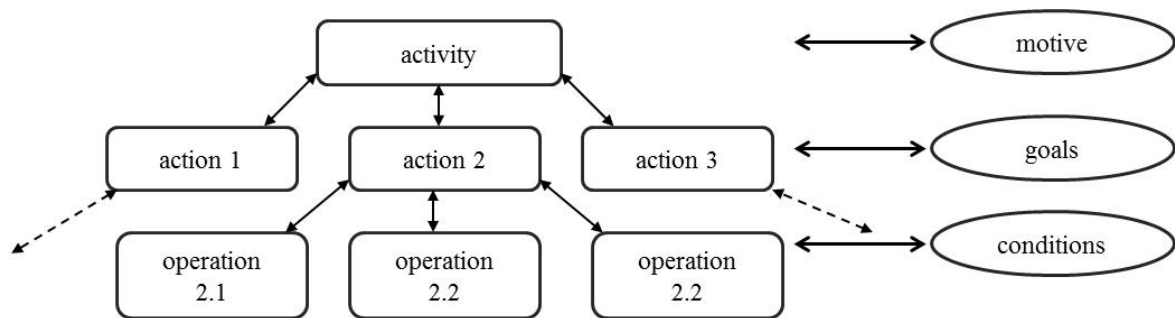 activity
motive
action 1
action 2
action 3
goals
operation
2.1
operation
2.2
operation
2.2
conditions